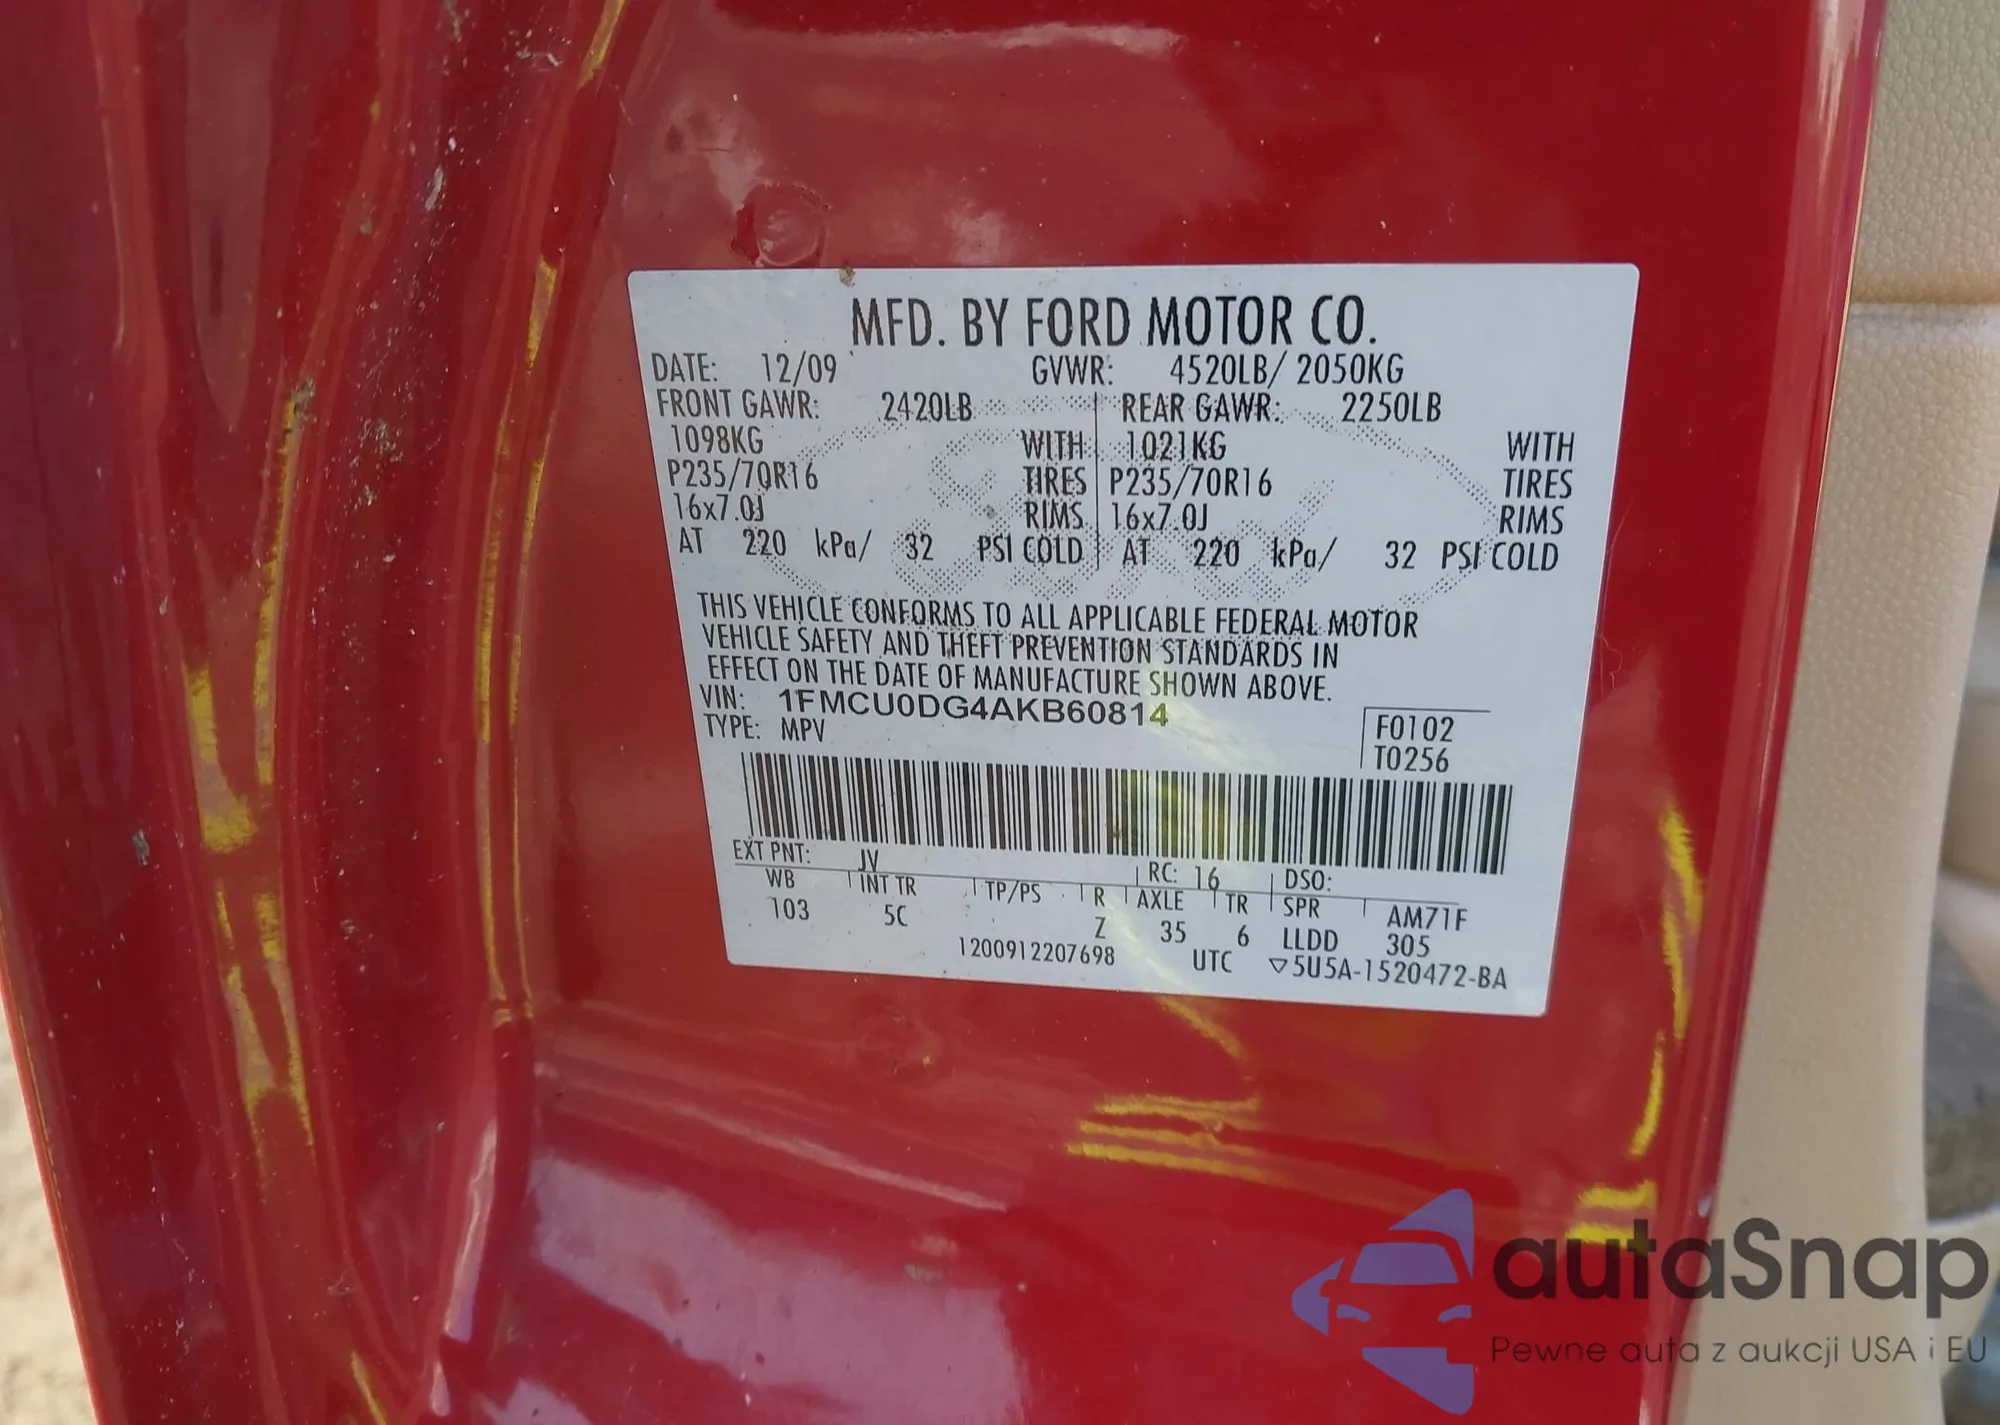 MFD. BY FORD MOTOR CO.
DATE: 12/09 GVWR: 4520LB/ 2050KG
FRONT GAWR: 2420LB REAR GAWR: 2250LB
1098KG WITH 1021KG WITH
P235/70R16 TIRES P235/70R16 TIRES
16x7.0J RIMS 16x7.0J RIMS
AT 220 kPa/ 32 PSI COLD AT 220 kPa/ 32 PSI COLD
THIS VEHICLE CONFORMS TO ALL APPLICABLE FEDERAL MOTOR
VEHICLE SAFETY AND THEFT PREVENTION STANDARDS IN
EFFECT ON THE DATE OF MANUFACTURE SHOWN ABOVE.
VIN: 1FMCU0DG4AKB60814
TYPE: MPV
F0102
T0256
EXT PNT: JV RC: 16 DSO:
WB INT TR TP/PS R AXLE TR SPR AM71F
103 5C Z 35 6 LLDD 305
1200912207698 UTC ▽5U5A-1520472-BA
autaSnap
Pewne auta z aukcji USA i EU